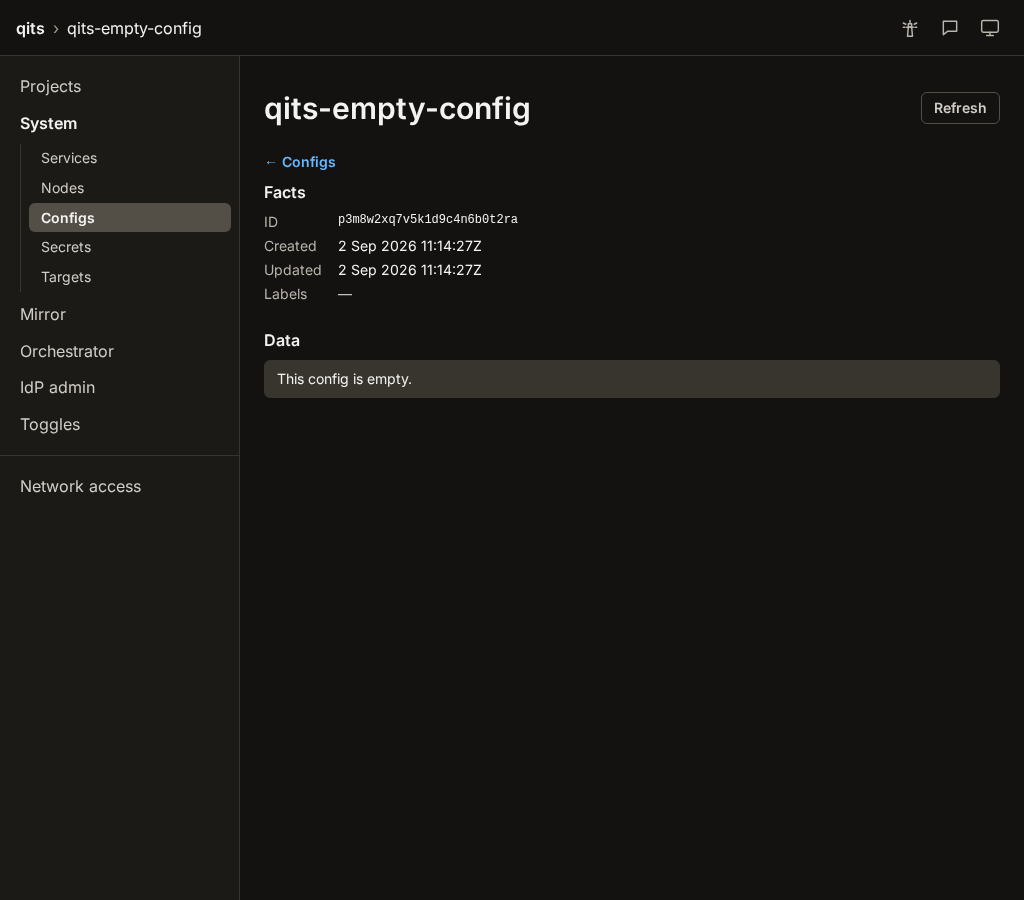 qits › qits-empty-config
Projects
System
Services
Nodes
Configs
Secrets
Targets
Mirror
Orchestrator
IdP admin
Toggles
Network access
qits-empty-config
Refresh
← Configs
Facts
ID p3m8w2xq7v5k1d9c4n6b0t2ra
Created 2 Sep 2026 11:14:27Z
Updated 2 Sep 2026 11:14:27Z
Labels —
Data
This config is empty.